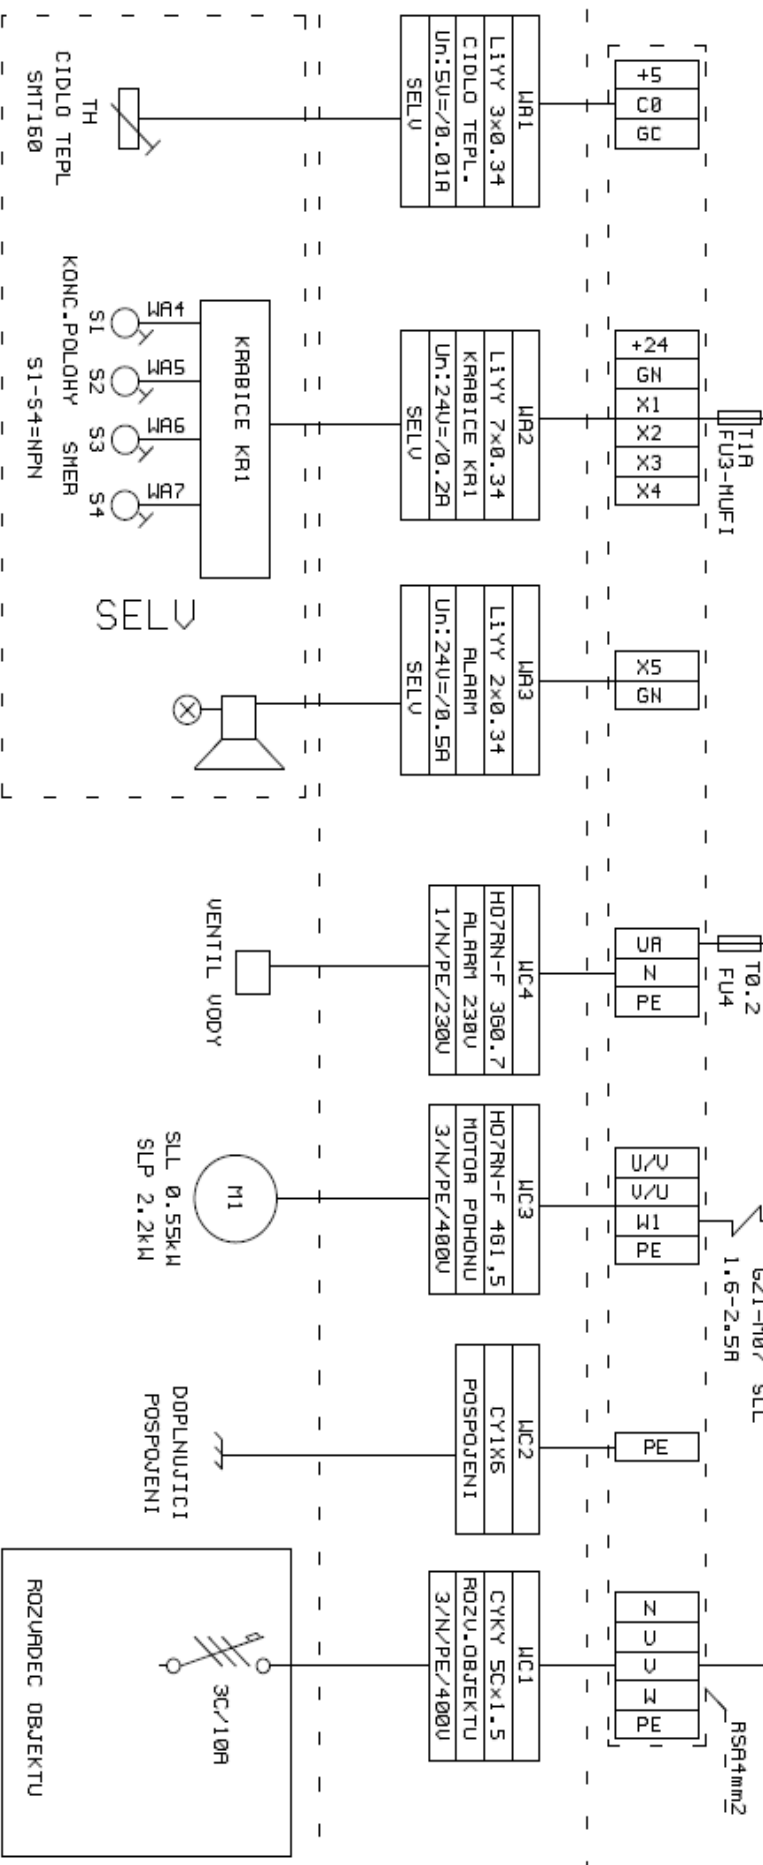 +5
C0
GC
WA1
LiYY 3x0.34
CIDLO TEPL.
Un:5V=/0.01A
SELV
TH
CIDLO TEPL
SMT160
+24
GN
X1
X2
X3
X4
T1A
FU3-MUFI
WA2
LiYY 7x0.34
KRABICE KR1
Un:24V=/0.2A
SELV
KRABICE KR1
WA4
WA5
WA6
WA7
S1
S2
S3
S4
KONC.POLOHY SMER
S1-S4=NPN
SELV
X5
GN
WA3
LiYY 2x0.34
ALARM
Un:24V=/0.5A
SELV
UA
N
PE
T0.2
FU4
WC4
H07RN-F 3G0.7
ALARM 230V
1/N/PE/230V
VENTIL VODY
U/V
V/U
W1
PE
1.6-2.5A
WC3
H07RN-F 4G1,5
MOTOR POHONU
3/N/PE/400V
M1
SLL 0.55kW
SLP 2.2kW
PE
WC2
CY1X6
POSPOJENI
DOPLNUJICI
POSPOJENI
N
U
V
W
PE
RSA4mm2
WC1
CYKY 5Cx1.5
ROZV.OBJEKTU
3/N/PE/400V
3C/10A
ROZVADEC OBJEKTU